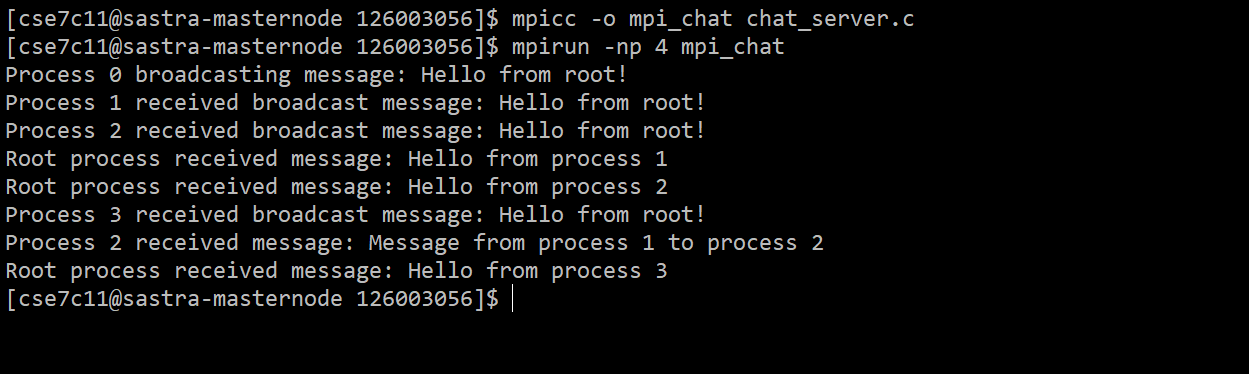 [cse7c11@sastra-masternode 126003056]$ mpicc -o mpi_chat chat_server.c
[cse7c11@sastra-masternode 126003056]$ mpirun -np 4 mpi_chat
Process 0 broadcasting message: Hello from root!
Process 1 received broadcast message: Hello from root!
Process 2 received broadcast message: Hello from root!
Root process received message: Hello from process 1
Root process received message: Hello from process 2
Process 3 received broadcast message: Hello from root!
Process 2 received message: Message from process 1 to process 2
Root process received message: Hello from process 3
[cse7c11@sastra-masternode 126003056]$